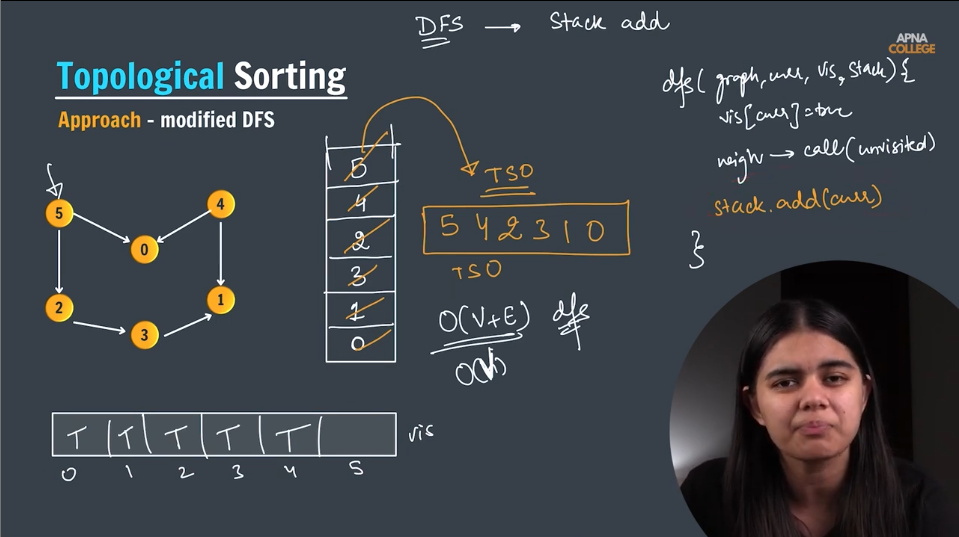 DFS → Stack add
APNA
COLLEGE
Topological Sorting
Approach - modified DFS
dfs( graph, curr, vis, stack) {
vis[curr] = true
neigh → call (unvisited)
stack.add(curr)
}
5
4
0
2
3
1
5
4
2
3
1
0
TSO
5 4 2 3 1 0
TSO
O(V+E) dfs
O(V)
T T T T T vis
0 1 2 3 4 5